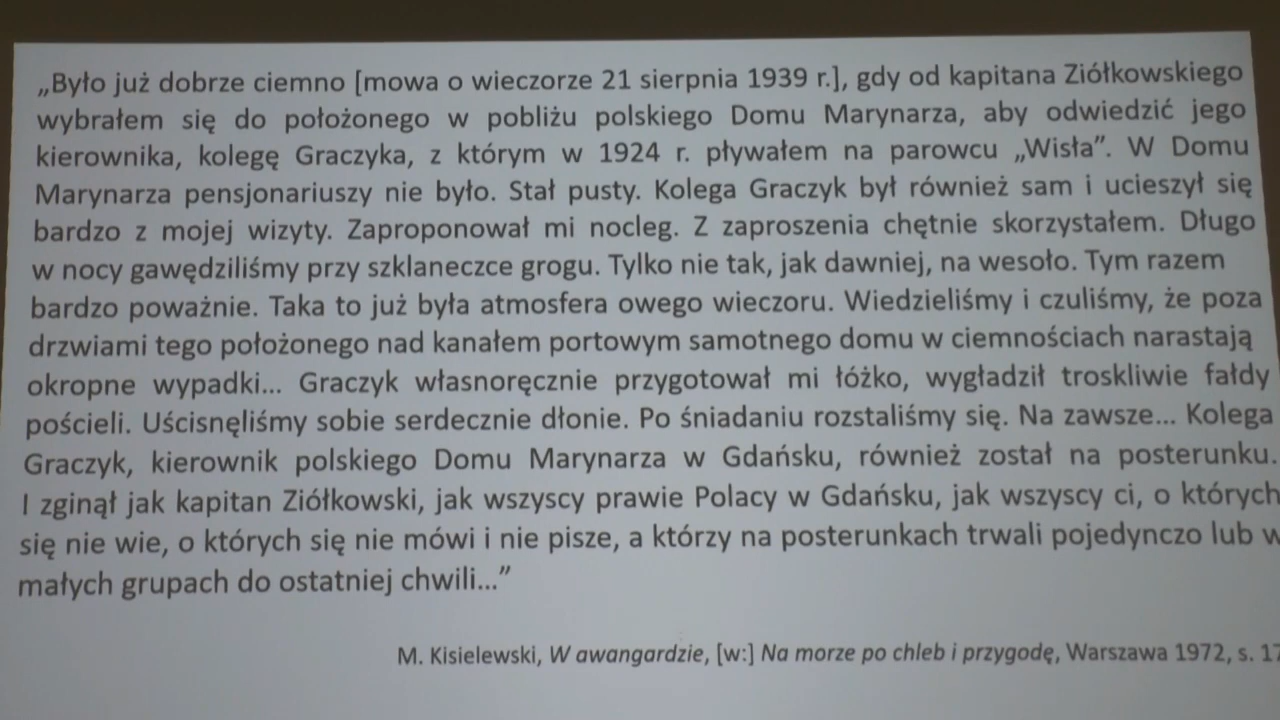 „Było już dobrze ciemno [mowa o wieczorze 21 sierpnia 1939 r.], gdy od kapitana Ziółkowskiego
wybrałem się do położonego w pobliżu polskiego Domu Marynarza, aby odwiedzić jego
kierownika, kolegę Graczyka, z którym w 1924 r. pływałem na parowcu „Wisła”. W Domu
Marynarza pensjonariuszy nie było. Stał pusty. Kolega Graczyk był również sam i ucieszył się
bardzo z mojej wizyty. Zaproponował mi nocleg. Z zaproszenia chętnie skorzystałem. Długo
w nocy gawędziliśmy przy szklaneczce grogu. Tylko nie tak, jak dawniej, na wesoło. Tym razem
bardzo poważnie. Taka to już była atmosfera owego wieczoru. Wiedzieliśmy i czuliśmy, że poza
drzwiami tego położonego nad kanałem portowym samotnego domu w ciemnościach narastają
okropne wypadki... Graczyk własnoręcznie przygotował mi łóżko, wygładził troskliwie fałdy
pościeli. Uścisnęliśmy sobie serdecznie dłonie. Po śniadaniu rozstaliśmy się. Na zawsze... Kolega
Graczyk, kierownik polskiego Domu Marynarza w Gdańsku, również został na posterunku.
I zginął jak kapitan Ziółkowski, jak wszyscy prawie Polacy w Gdańsku, jak wszyscy ci, o których
się nie wie, o których się nie mówi i nie pisze, a którzy na posterunkach trwali pojedynczo lub w
małych grupach do ostatniej chwili...”
M. Kisielewski, W awangardzie, [w:] Na morze po chleb i przygodę, Warszawa 1972, s. 17